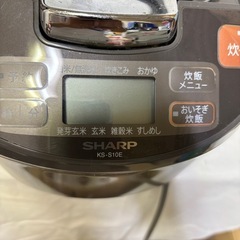 炊きこみ おかゆ
炊飯
メニュー
おいそぎ
炊飯
発芽玄米 玄米 雑穀米 すしめし
SHARP
KS-S10E